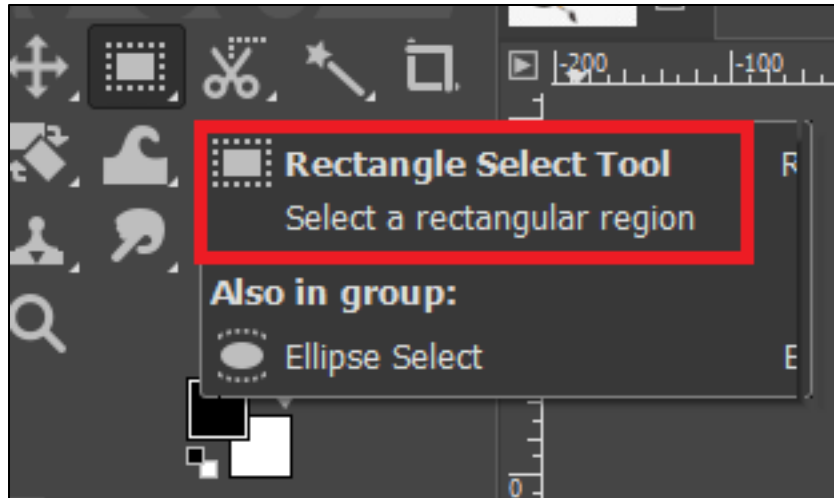 -200 -100
Rectangle Select Tool R
Select a rectangular region
Also in group:
Ellipse Select E
0